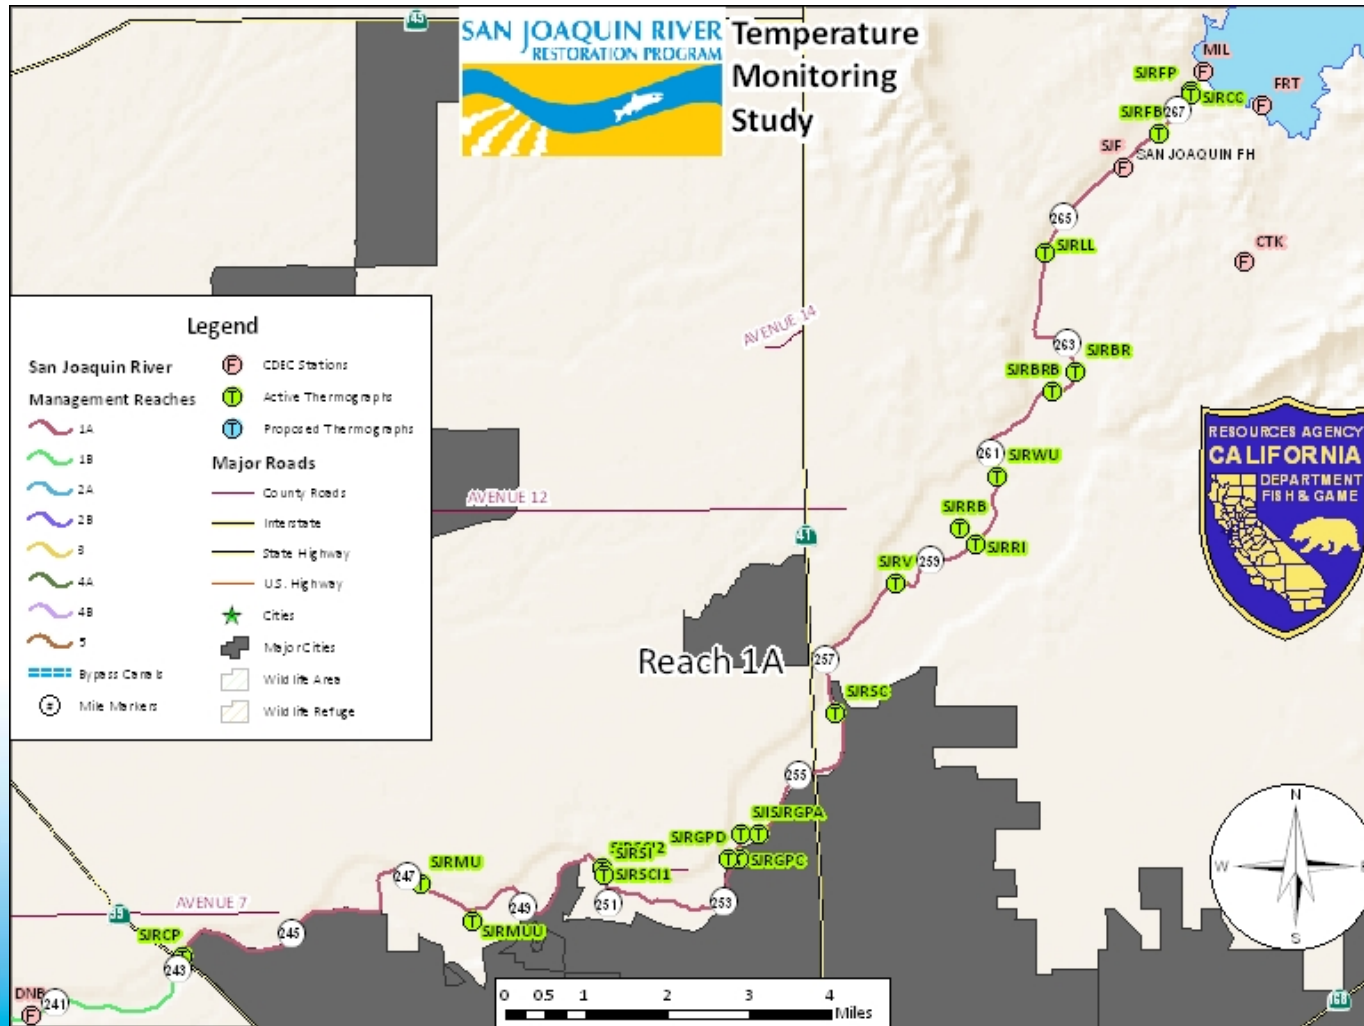 45
SAN JOAQUIN RIVER
RESTORATION PROGRAM
Temperature
Monitoring
Study
MIL
SJRFP
FRT
SJRCC
SJRFB
267
SJF
SAN JOAQUIN FH
265
SJRLL
CTK
AVENUE 14
263
SJRBR
SJRBRB
261
SJRWU
AVENUE 12
SJRRB
41
SJRRI
259
SJRV
Reach 1A
257
SJRSC
255
SJRGPA
SJRGPD
SJRGPC
SJRSCI1
SJRMU
247
251
253
249
SJRMUU
AVENUE 7
245
SJRCP
243
DNB
241
168
Legend
San Joaquin River
Management Reaches
1A
1B
2A
2B
3
4A
4B
5
Bypass Canals
# Mile Markers
F CDEC Stations
T Active Thermographs
T Proposed Thermographs
Major Roads
County Roads
Interstate
State Highway
U.S. Highway
Cities
Major Cities
Wildlife Area
Wildlife Refuge
RESOURCES AGENCY
CALIFORNIA
DEPARTMENT
FISH & GAME
N
W
S
0 0.5 1 2 3 4
Miles